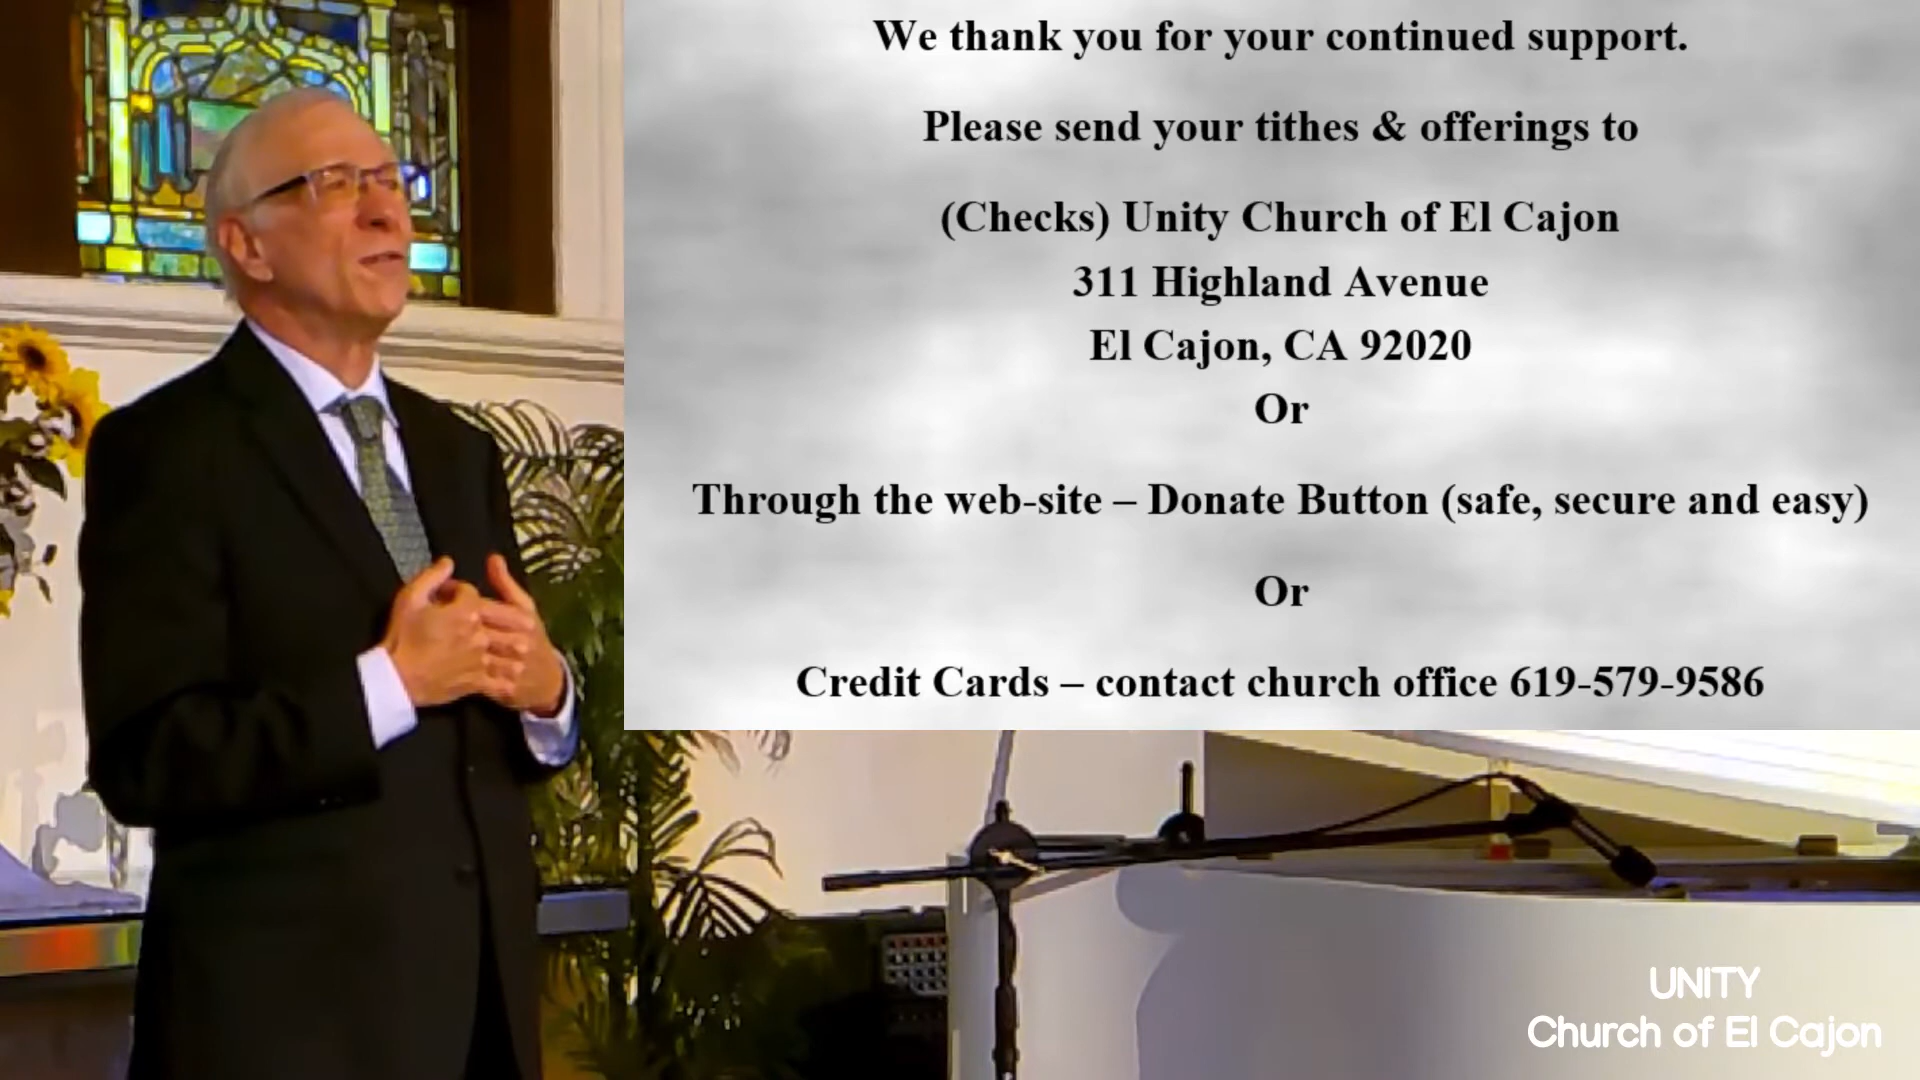 We thank you for your continued support.
Please send your tithes & offerings to
(Checks) Unity Church of El Cajon
311 Highland Avenue
El Cajon, CA 92020
Or
Through the web-site – Donate Button (safe, secure and easy)
Or
Credit Cards – contact church office 619-579-9586
UNITY
Church of El Cajon